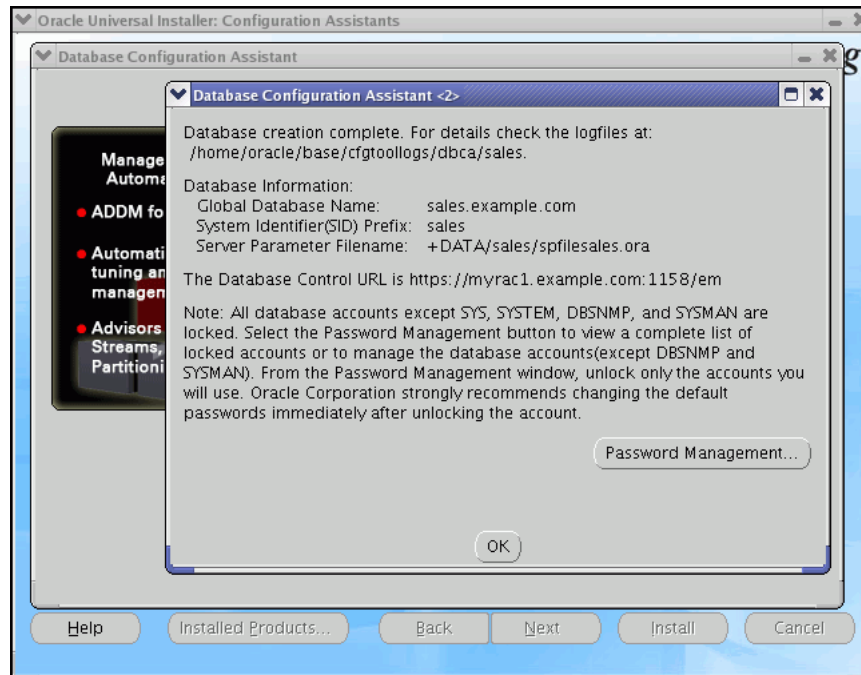 Oracle Universal Installer: Configuration Assistants
g
Database Configuration Assistant
Database Configuration Assistant <2>
Manage
Automa
ADDM fo
Automati
tuning an
managen
Advisors
Streams,
Partitioni
Database creation complete. For details check the logfiles at:
/home/oracle/base/cfgtoollogs/dbca/sales.
Database Information:
Global Database Name: sales.example.com
System Identifier(SID) Prefix: sales
Server Parameter Filename: +DATA/sales/spfilesales.ora
The Database Control URL is https://myrac1.example.com:1158/em
Note: All database accounts except SYS, SYSTEM, DBSNMP, and SYSMAN are
locked. Select the Password Management button to view a complete list of
locked accounts or to manage the database accounts(except DBSNMP and
SYSMAN). From the Password Management window, unlock only the accounts you
will use. Oracle Corporation strongly recommends changing the default
passwords immediately after unlocking the account.
Password Management...
OK
Help Installed Products... Back Next Install Cancel